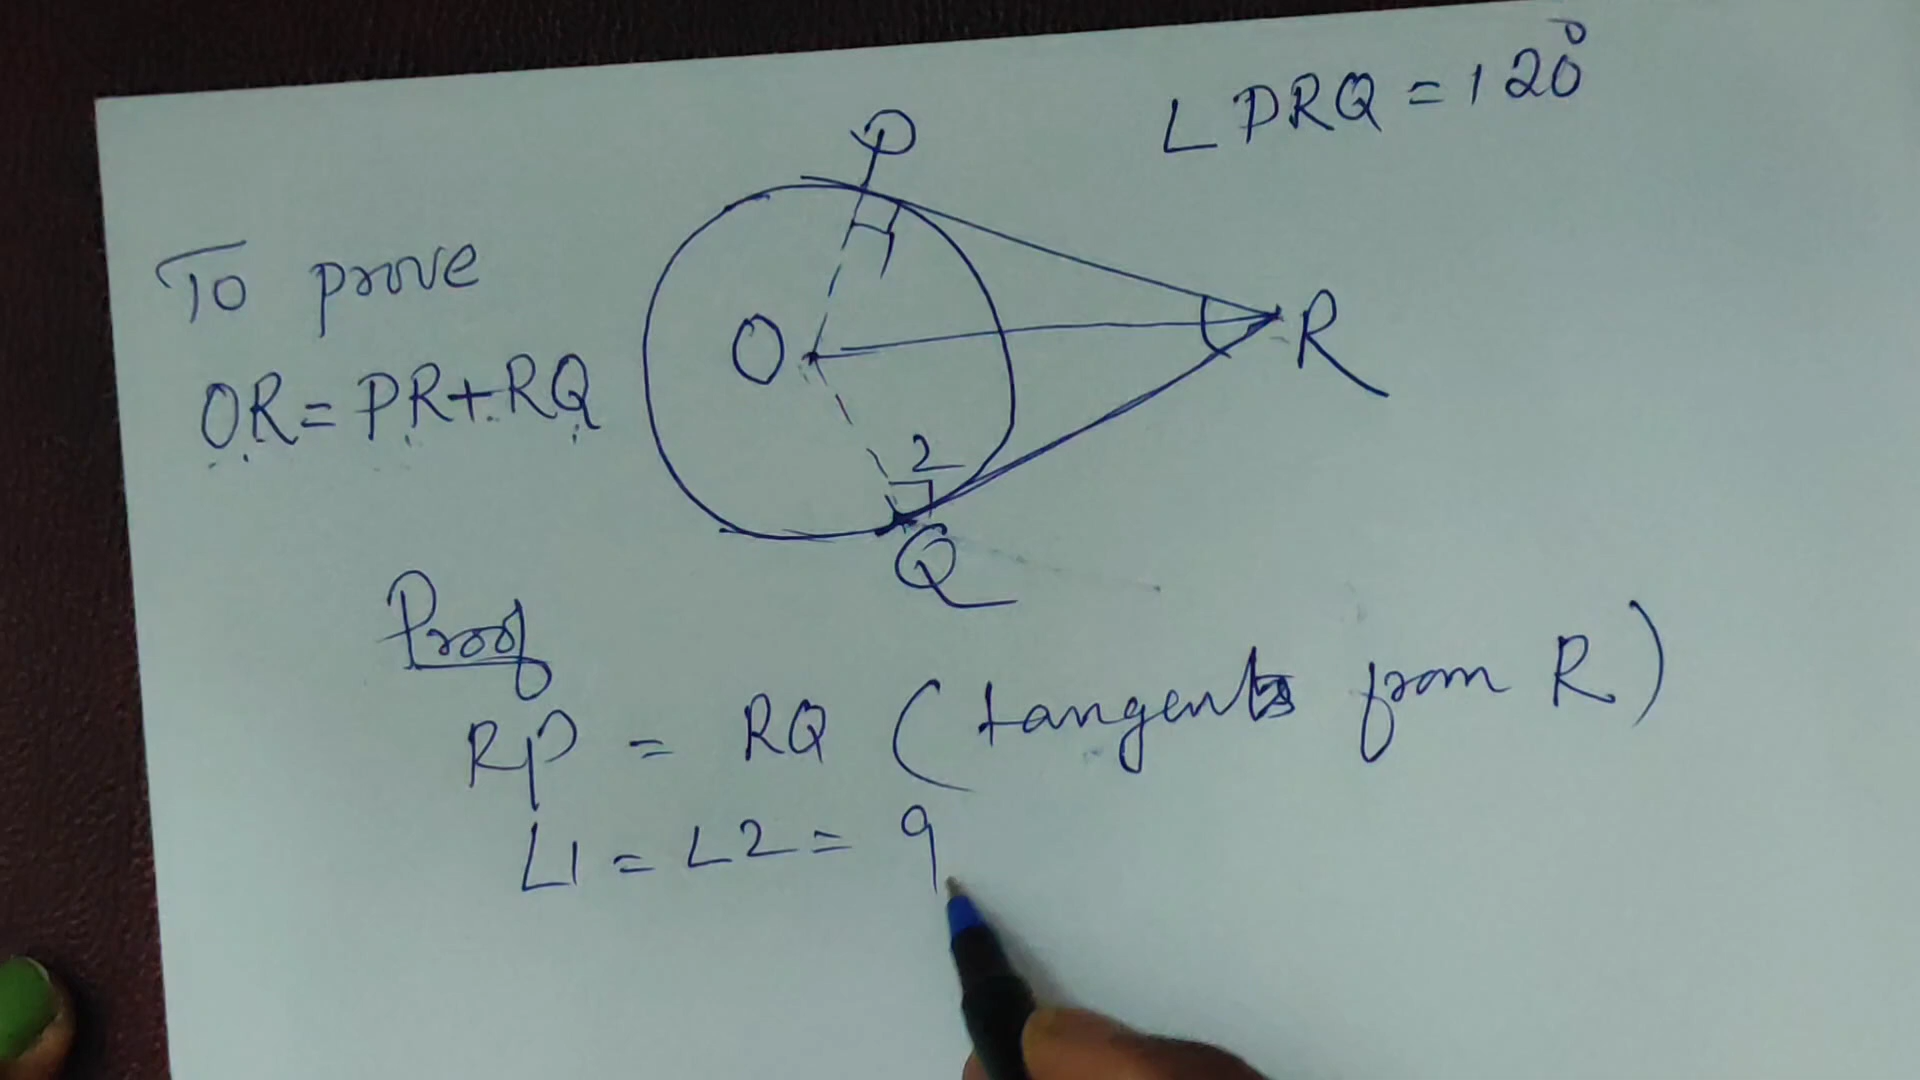 ∠PRQ = 120°
P
To prove
OR = PR + RQ
1
O
R
2
Q
Proof
RP = RQ (tangents from R)
∠1 = ∠2 = 9